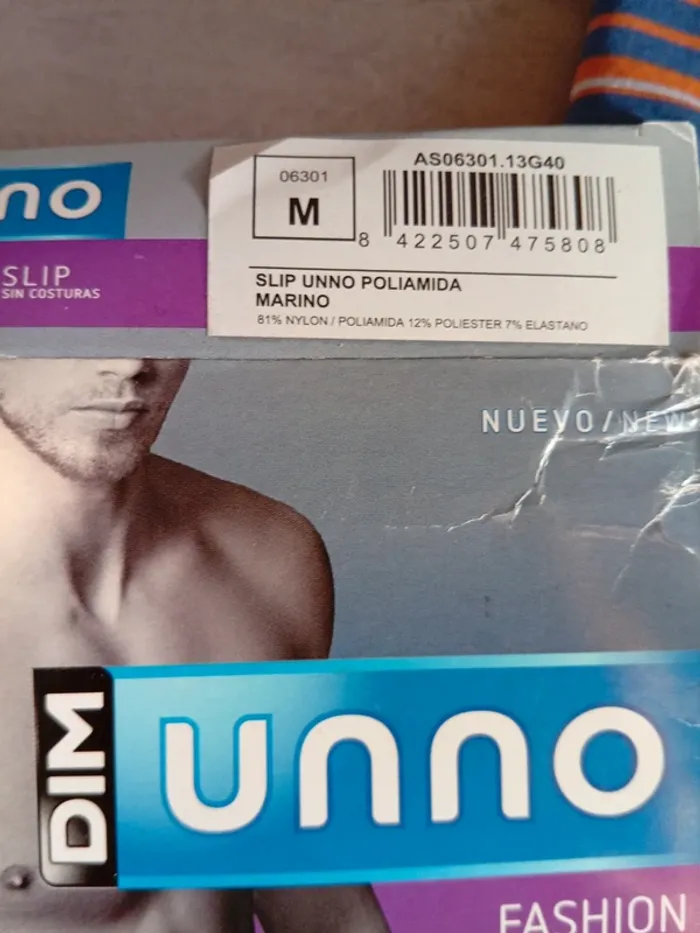 nno
SLIP
SIN COSTURAS
06301
M
AS06301.13G40
8 422507 475808
SLIP UNNO POLIAMIDA
MARINO
81% NYLON / POLIAMIDA 12% POLIESTER 7% ELASTANO
NUEVO/NEW
DIM
unno
FASHION